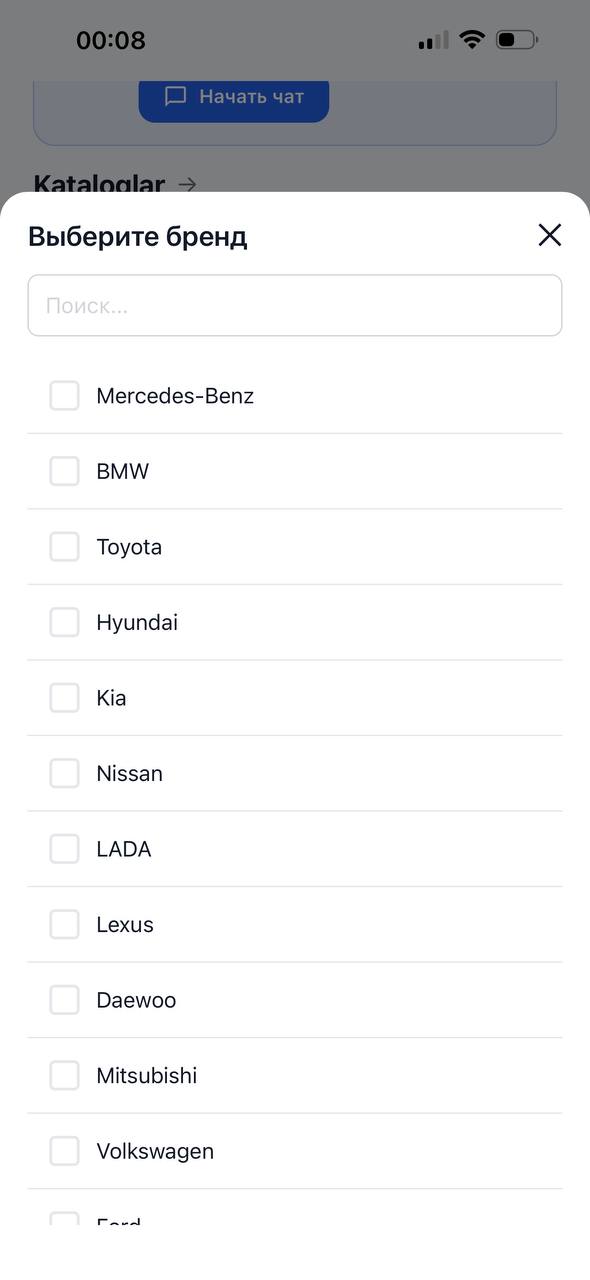 00:08
Начать чат
Kataloglar →
Выберите бренд
Поиск...
Mercedes-Benz
BMW
Toyota
Hyundai
Kia
Nissan
LADA
Lexus
Daewoo
Mitsubishi
Volkswagen
Ford